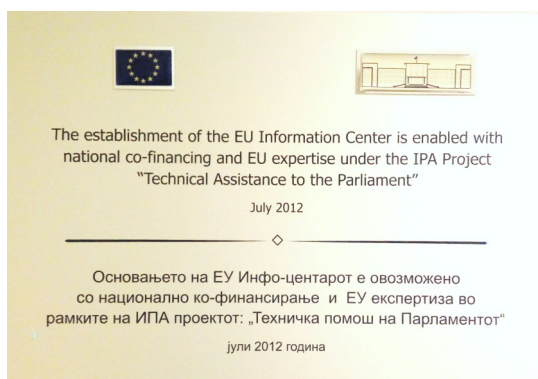 The establishment of the EU Information Center is enabled with
national co-financing and EU expertise under the IPA Project
"Technical Assistance to the Parliament"
July 2012
Основањето на ЕУ Инфо-центарот е овозможено
со национално ко-финансирање и ЕУ експертиза во
рамките на ИПА проектот: „Техничка помош на Парламентот“
јули 2012 година